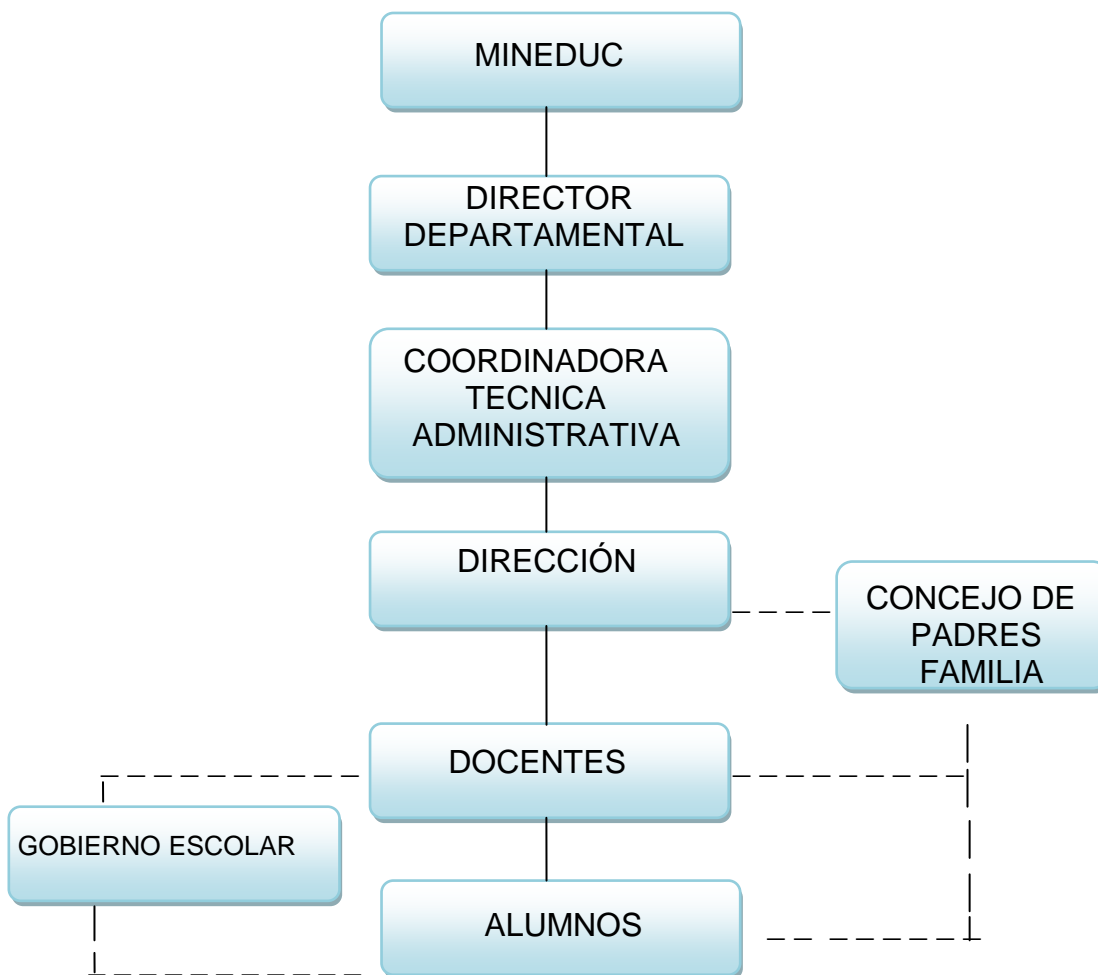 MINEDUC
DIRECTOR
DEPARTAMENTAL
COORDINADORA
TECNICA
ADMINISTRATIVA
DIRECCIÓN
CONCEJO DE
PADRES
FAMILIA
DOCENTES
GOBIERNO ESCOLAR
ALUMNOS